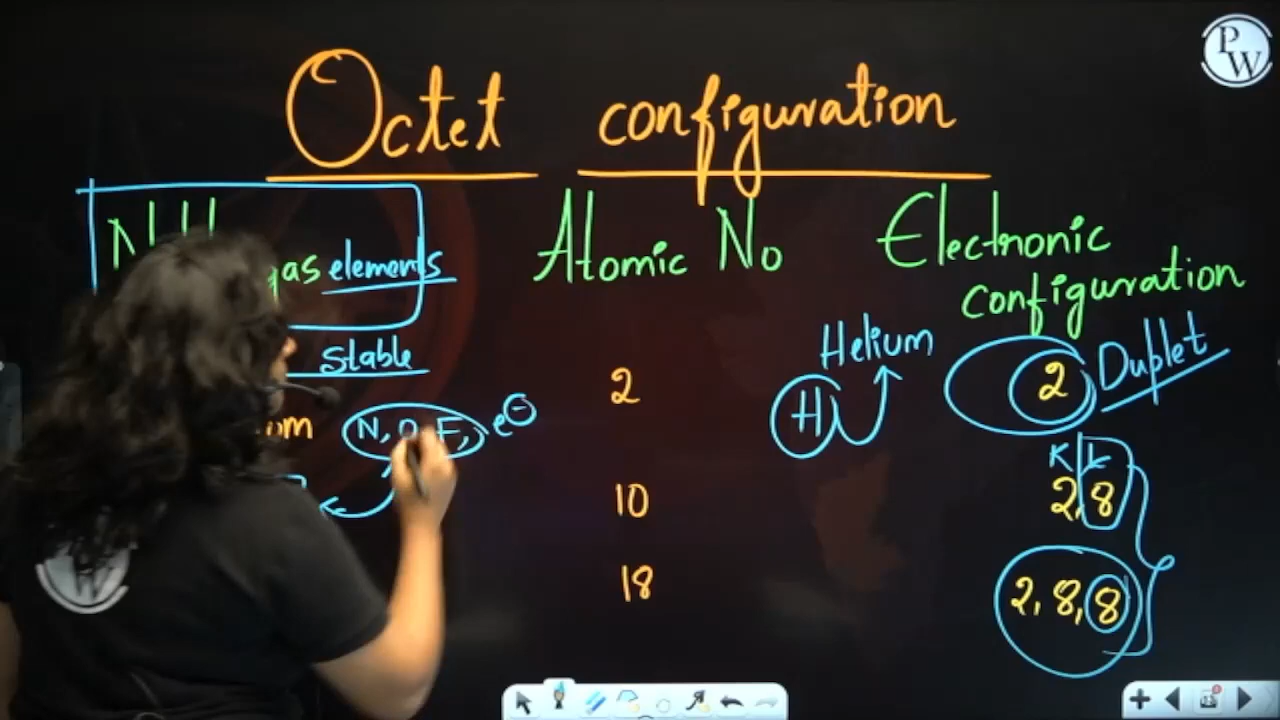 Octet configuration
PW
gas elements
Atomic No
Electronic
configuration
Stable
Helium
2
H
2
Duplet
N, O, F, e⊖
K L
10
2, 8
18
2, 8, 8